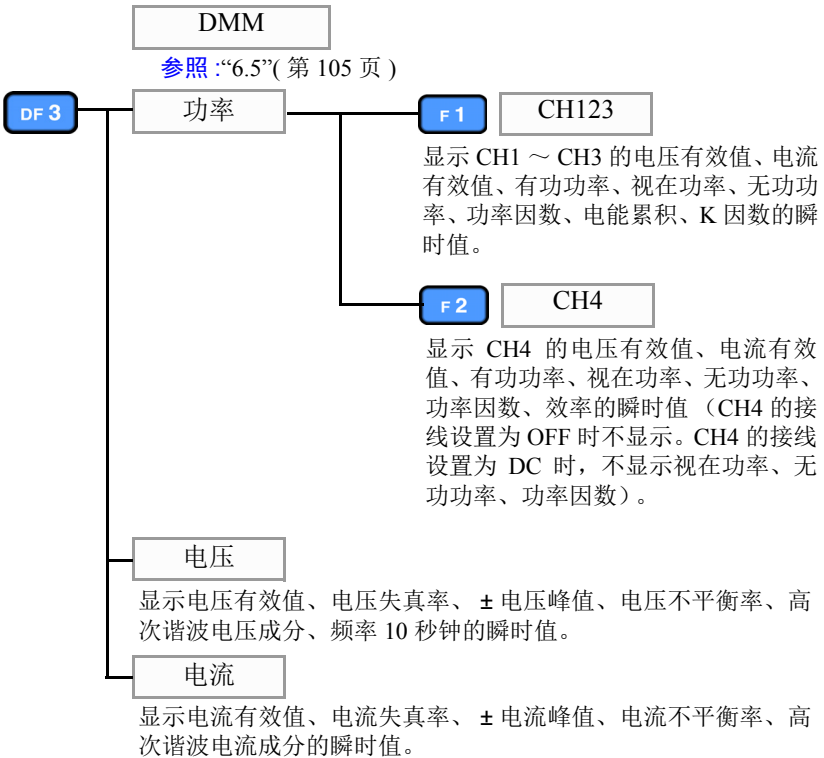 DMM
参照 :“6.5”( 第 105 页 )
DF 3
功率
F 1
CH123
显示 CH1 ～ CH3 的电压有效值、电流
有效值、有功功率、视在功率、无功功
率、功率因数、电能累积、K 因数的瞬
时值。
F 2
CH4
显示 CH4 的电压有效值、电流有效
值、有功功率、视在功率、无功功率、
功率因数、效率的瞬时值 （CH4 的接
线设置为 OFF 时不显示。CH4 的接线
设置为 DC 时，不显示视在功率、无
功功率、功率因数）。
电压
显示电压有效值、电压失真率、 ± 电压峰值、电压不平衡率、高
次谐波电压成分、频率 10 秒钟的瞬时值。
电流
显示电流有效值、电流失真率、 ± 电流峰值、电流不平衡率、高
次谐波电流成分的瞬时值。